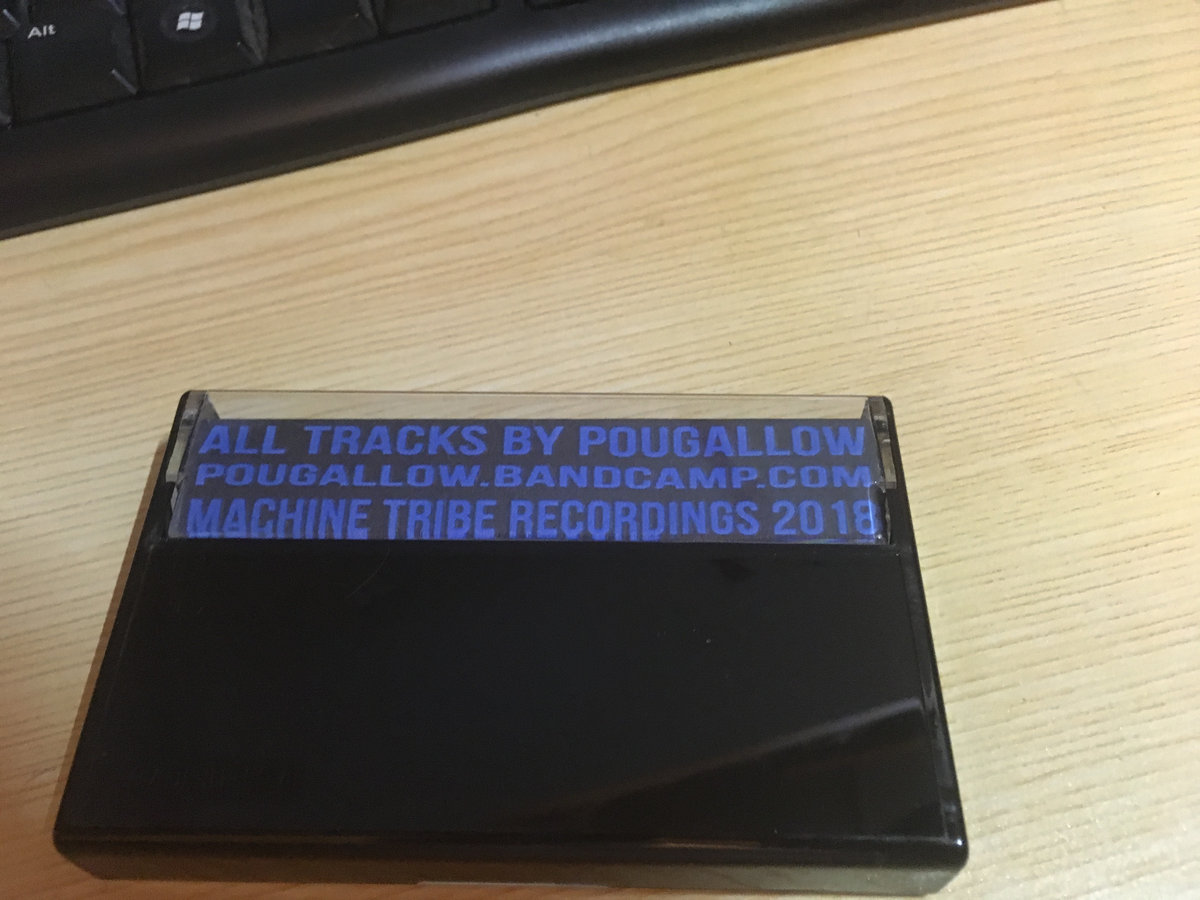 Alt
ALL TRACKS BY POUGALLOW
POUGALLOW.BANDCAMP.COM
MACHINE TRIBE RECORDINGS 2018